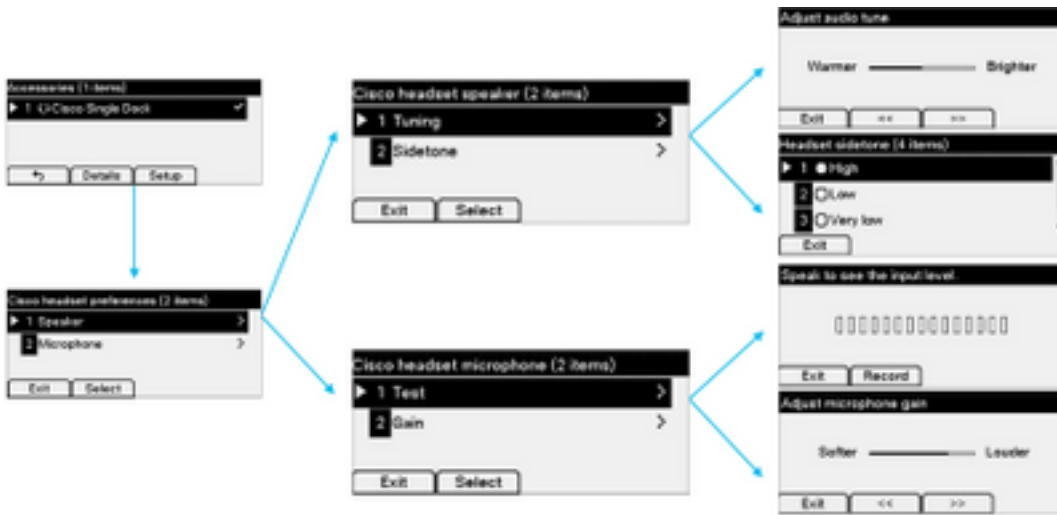 Accessories (1 items)
1 Cisco Single Dock
Details Setup
Cisco headset preferences (2 items)
1 Speaker >
2 Microphone >
Exit Select
Cisco headset speaker (2 items)
1 Tuning >
2 Sidetone >
Exit Select
Cisco headset microphone (2 items)
1 Test >
2 Gain >
Exit Select
Adjust audio tune
Warmer Brighter
Exit << >>
Headset sidetone (4 items)
1 High
2 Low
3 Very low
Exit
Speak to see the input level.
Exit Record
Adjust microphone gain
Softer Louder
Exit << >>